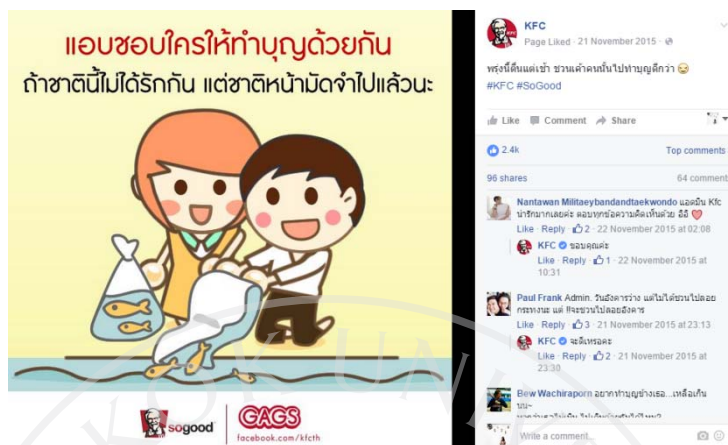 แอบชอบใครให้ทำบุญด้วยกัน
ถ้าชาตินี้ไม่ได้รักกัน แต่ชาติหน้ามัดจำไปแล้วนะ
KFC
sogood
GAGS
facebook.com/kfcth
KFC
Page Liked · 21 November 2015 ·
พรุ่งนี้ตื่นแต่เช้า ชวนเค้าคนนั้นไปทำบุญดีกว่า
#KFC #SoGood
Like Comment Share
2.4k Top comments
96 shares 64 comment
Nantawan Militaeybandandtaekwondo แอดมิน Kfc
น่ารักมากเลยค่ะ ตอบทุกข้อความคิดเห็นด้วย อิอิ
Like · Reply · 2 · 22 November 2015 at 02:08
KFC ขอบคุณค่ะ
Like · Reply · 1 · 22 November 2015 at
10:31
Paul Frank Admin. วันอังคารว่าง แต่ไม่ได้ชวนไปลอย
กระทงนะ แต่ !!จะชวนไปลอยอังคาร
Like · Reply · 3 · 21 November 2015 at 23:13
KFC จะดีเหรอคะ
Like · Reply · 2 · 21 November 2015 at
23:30
Bew Wachiraporn อยากทำบุญช่างเธอ...เหลือเกิน
นน~
Write a comment...